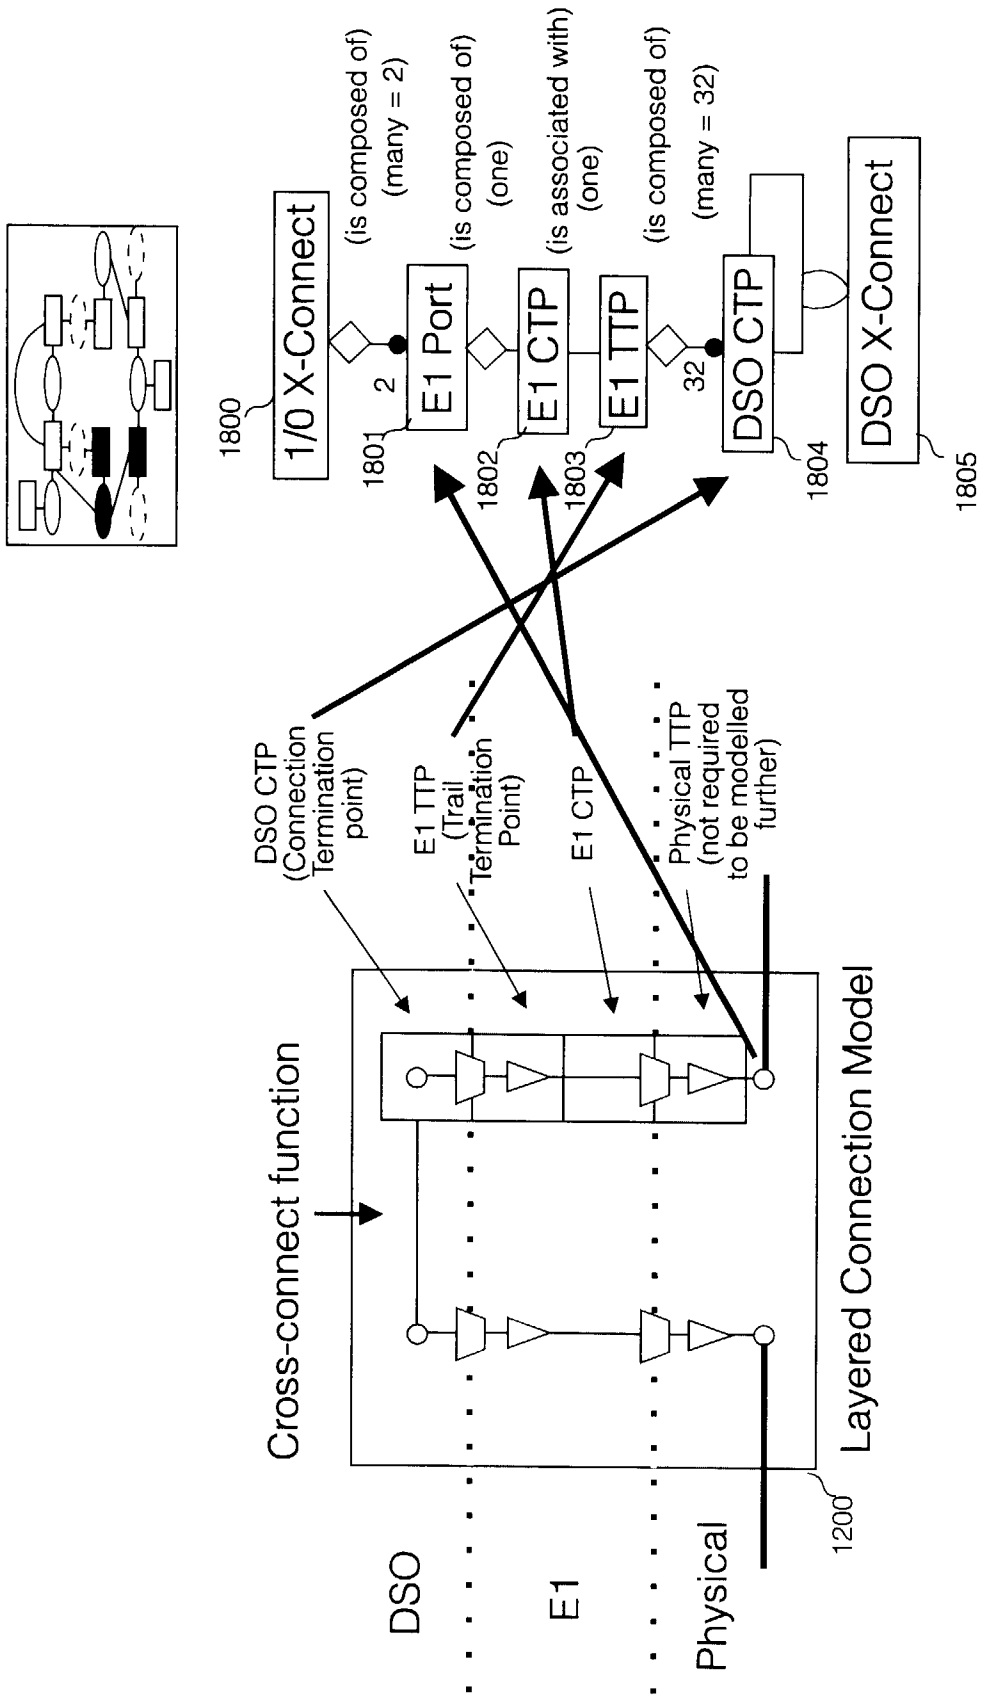 Cross-connect function
DSO
E1
Physical
1200
Layered Connection Model
DSO CTP
(Connection
Termination
point)
E1 TTP
(Trail
Termination
Point)
E1 CTP
Physical TTP
(not required
to be modelled
further)
1800
1/0 X-Connect
(is composed of)
(many = 2)
2
1801
E1 Port
(is composed of)
(one)
1802
E1 CTP
(is associated with)
(one)
1803
E1 TTP
(is composed of)
(many = 32)
32
DSO CTP
1804
DSO X-Connect
1805